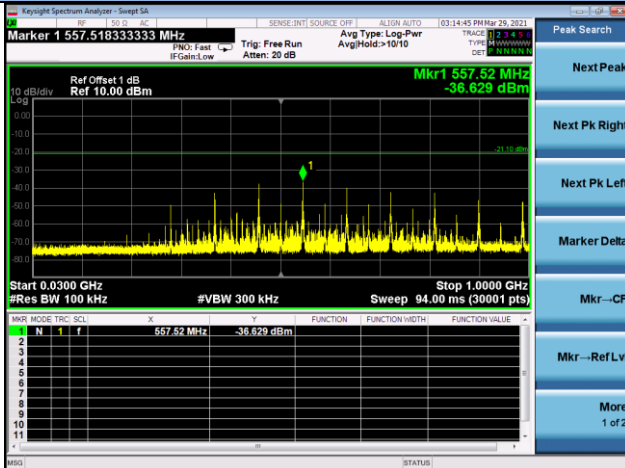 Keysight Spectrum Analyzer - Swept SA
RF 50 Ω AC SENSE:INT SOURCE OFF ALIGN AUTO 03:14:45 PM Mar 29, 2021
Marker 1 557.518333333 MHz
PNO: Fast
IFGain:Low
Trig: Free Run
Atten: 20 dB
Avg Type: Log-Pwr
Avg|Hold:>10/10
TRACE 1 2 3 4 5 6
TYPE M WWWWW
DET P N N N N N
Peak Search
Next Peak
Next Pk Right
Next Pk Left
Marker Delta
Mkr→CF
Mkr→Ref Lv
More
1 of 2
Ref Offset 1 dB
Ref 10.00 dBm
10 dB/div
Log
Mkr1 557.52 MHz
-36.629 dBm
0.00
-10.0
-20.0
-30.0
-40.0
-50.0
-60.0
-70.0
-80.0
-21.10 dBm
1
Start 0.0300 GHz
Stop 1.0000 GHz
#Res BW 100 kHz
#VBW 300 kHz
Sweep 94.00 ms (30001 pts)
MKR MODE TRC SCL X Y FUNCTION FUNCTION WIDTH FUNCTION VALUE
1 N 1 f 557.52 MHz -36.629 dBm
2
3
4
5
6
7
8
9
10
11
MSG
STATUS